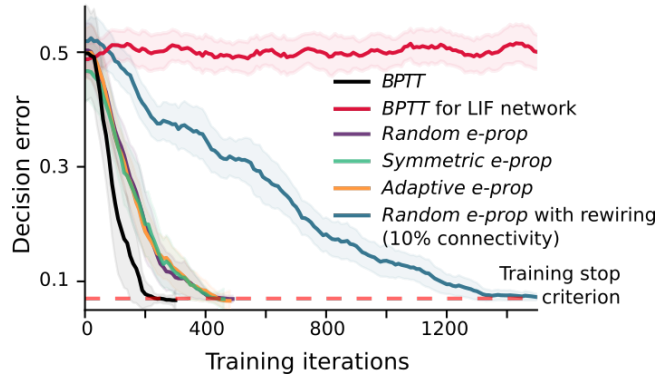 0.5
0.3
0.1
Decision error
BPTT
BPTT for LIF network
Random e-prop
Symmetric e-prop
Adaptive e-prop
Random e-prop with rewiring
(10% connectivity)
Training stop
criterion
0
400
800
1200
Training iterations